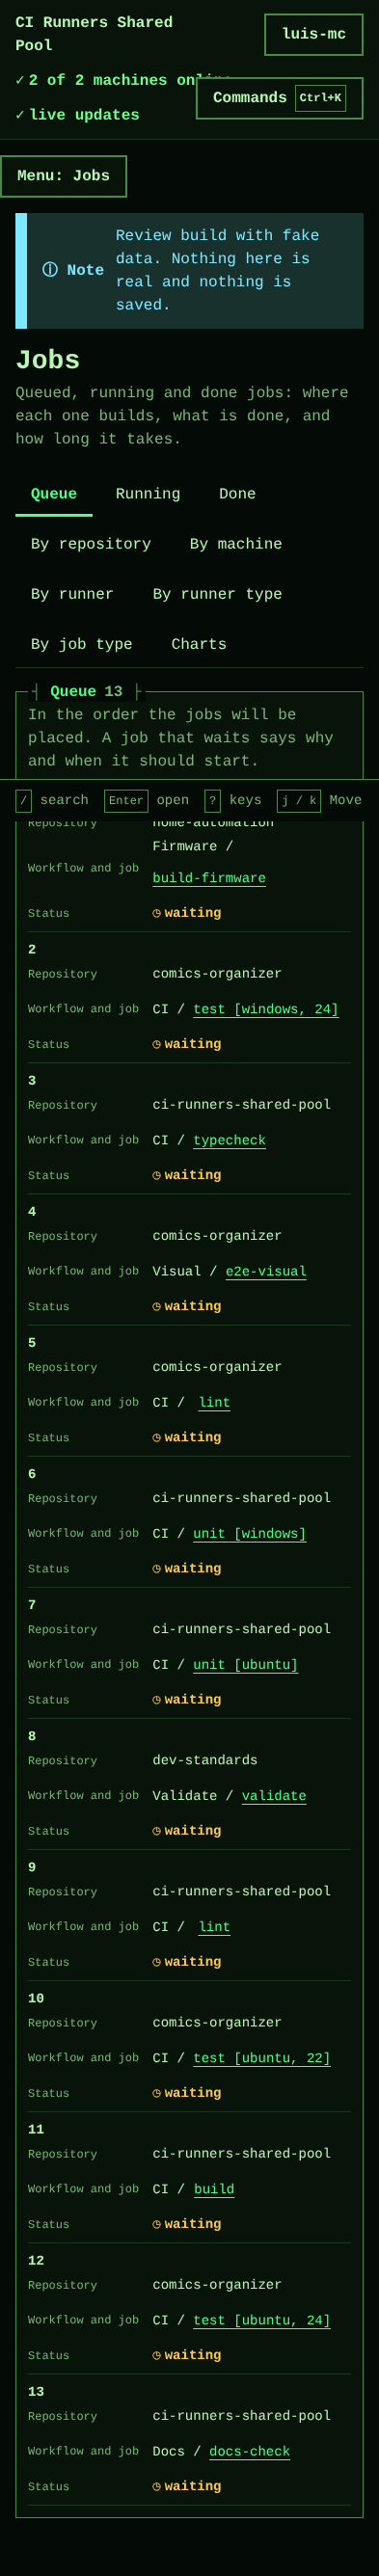 CI Runners Shared
Pool
luis-mc
✓ 2 of 2 machines
✓ live updates
Commands Ctrl+K
Menu: Jobs
ⓘ Note
Review build with fake
data. Nothing here is
real and nothing is
saved.
Jobs
Queued, running and done jobs: where
each one builds, what is done, and
how long it takes.
Queue Running Done
By repository By machine
By runner By runner type
By job type Charts
Queue 13
In the order the jobs will be
placed. A job that waits says why
and when it should start.
/ search Enter open ? keys j / k Move
Repository home-automation
Workflow and job Firmware /
build-firmware
Status ◷ waiting
2
Repository comics-organizer
Workflow and job CI / test [windows, 24]
Status ◷ waiting
3
Repository ci-runners-shared-pool
Workflow and job CI / typecheck
Status ◷ waiting
4
Repository comics-organizer
Workflow and job Visual / e2e-visual
Status ◷ waiting
5
Repository comics-organizer
Workflow and job CI / lint
Status ◷ waiting
6
Repository ci-runners-shared-pool
Workflow and job CI / unit [windows]
Status ◷ waiting
7
Repository ci-runners-shared-pool
Workflow and job CI / unit [ubuntu]
Status ◷ waiting
8
Repository dev-standards
Workflow and job Validate / validate
Status ◷ waiting
9
Repository ci-runners-shared-pool
Workflow and job CI / lint
Status ◷ waiting
10
Repository comics-organizer
Workflow and job CI / test [ubuntu, 22]
Status ◷ waiting
11
Repository ci-runners-shared-pool
Workflow and job CI / build
Status ◷ waiting
12
Repository comics-organizer
Workflow and job CI / test [ubuntu, 24]
Status ◷ waiting
13
Repository ci-runners-shared-pool
Workflow and job Docs / docs-check
Status ◷ waiting